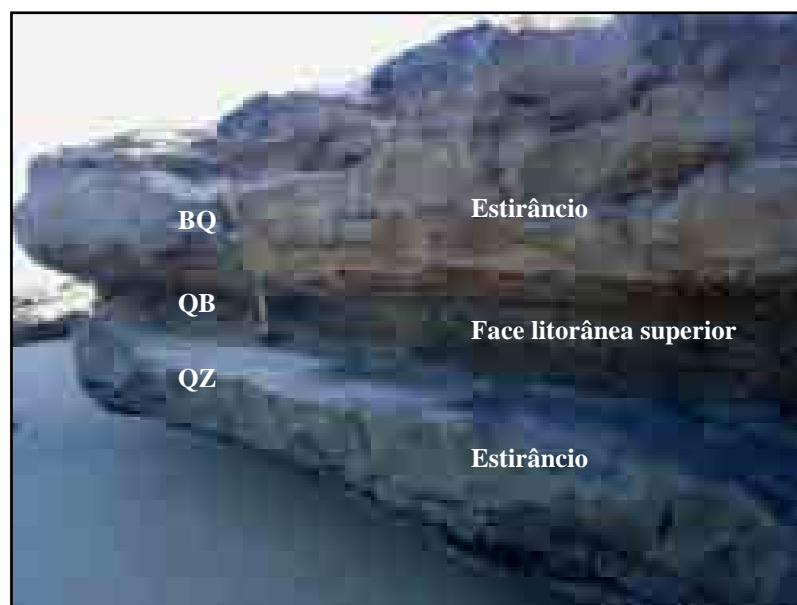 BQ
Estirâncio
QB
Face litorânea superior
QZ
Estirâncio